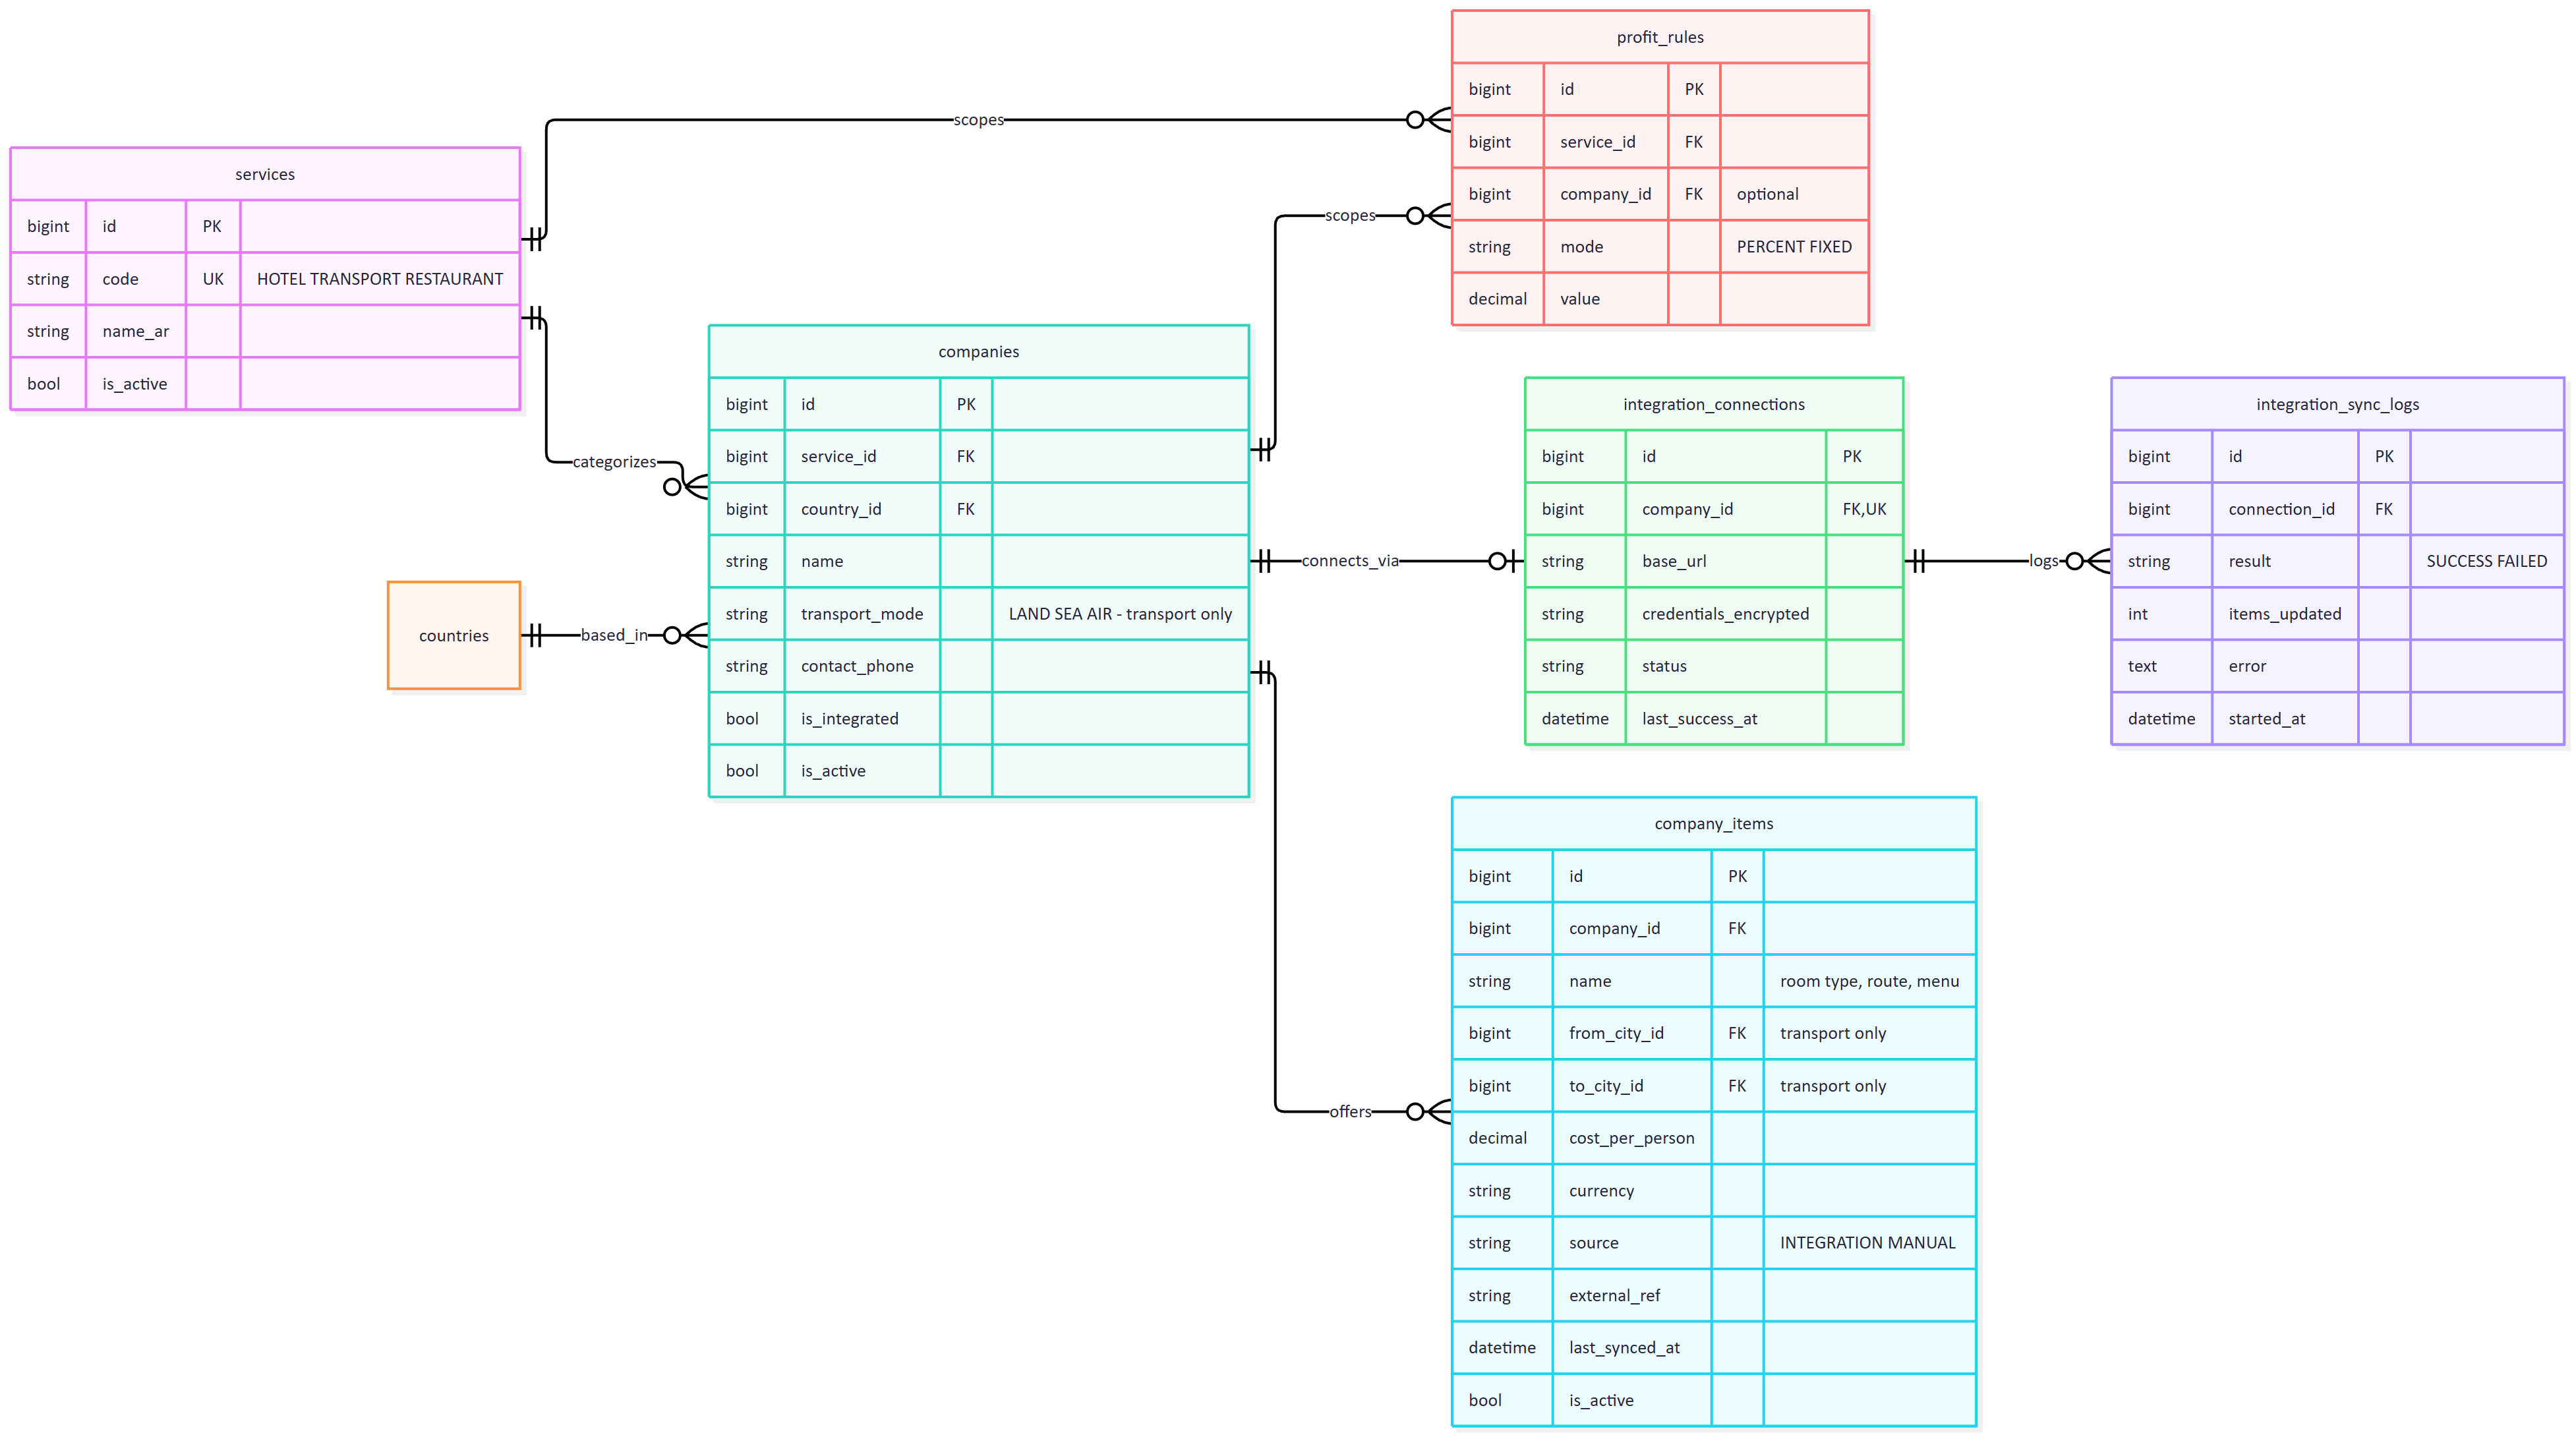 profit_rules
bigint id PK
bigint service_id FK
bigint company_id FK optional
string mode PERCENT FIXED
decimal value
scopes
services
bigint id PK
string code UK HOTEL TRANSPORT RESTAURANT
string name_ar
bool is_active
scopes
categorizes
companies
bigint id PK
bigint service_id FK
bigint country_id FK
string name
string transport_mode LAND SEA AIR - transport only
string contact_phone
bool is_integrated
bool is_active
countries
based_in
connects_via
integration_connections
bigint id PK
bigint company_id FK,UK
string base_url
string credentials_encrypted
string status
datetime last_success_at
logs
integration_sync_logs
bigint id PK
bigint connection_id FK
string result SUCCESS FAILED
int items_updated
text error
datetime started_at
offers
company_items
bigint id PK
bigint company_id FK
string name room type, route, menu
bigint from_city_id FK transport only
bigint to_city_id FK transport only
decimal cost_per_person
string currency
string source INTEGRATION MANUAL
string external_ref
datetime last_synced_at
bool is_active